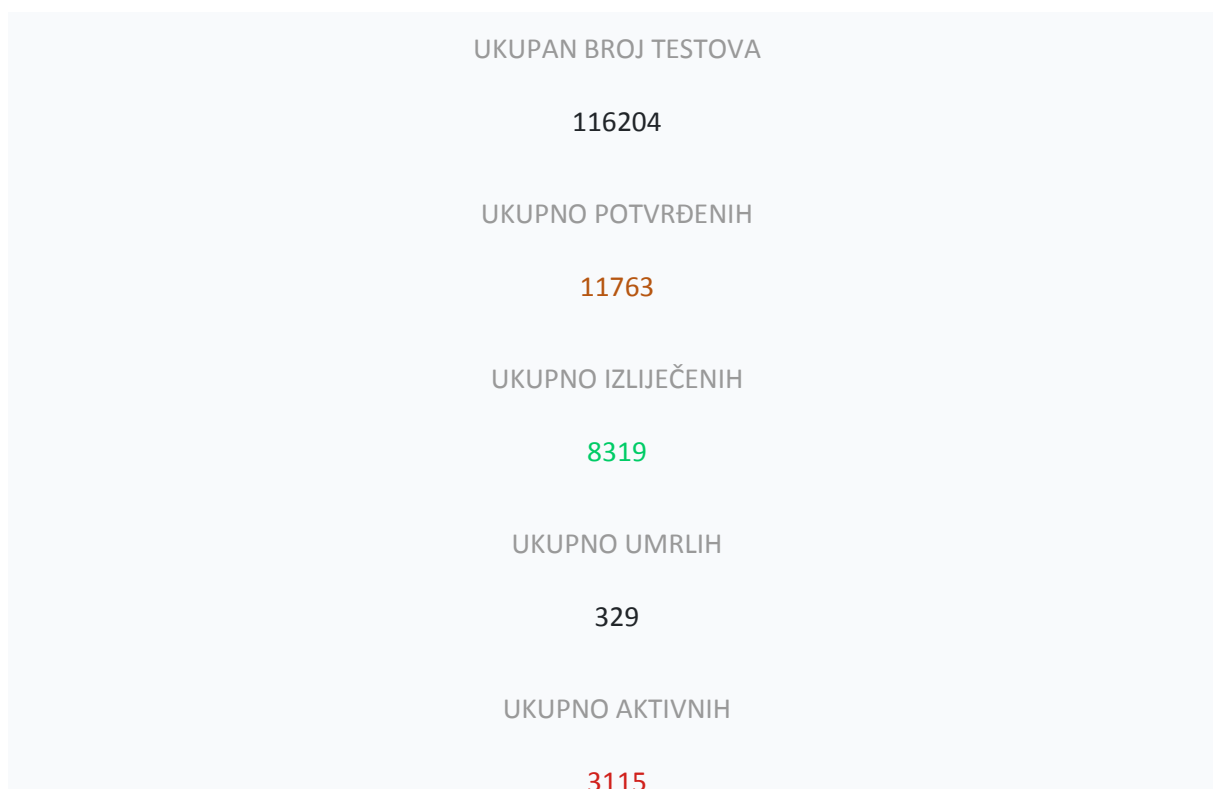 UKUPAN BROJ TESTOVA
116204
UKUPNO POTVRĐENIH
11763
UKUPNO IZLIJEČENIH
8319
UKUPNO UMRLIH
329
UKUPNO AKTIVNIH
3115